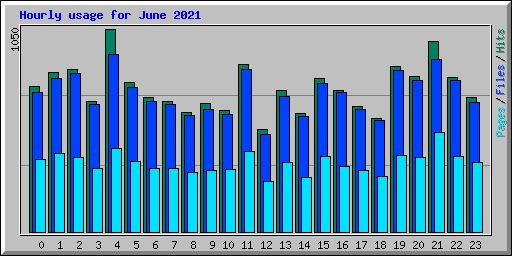 Hourly usage for June 2021
1050
Pages / Files / Hits
0 1 2 3 4 5 6 7 8 9 10 11 12 13 14 15 16 17 18 19 20 21 22 23